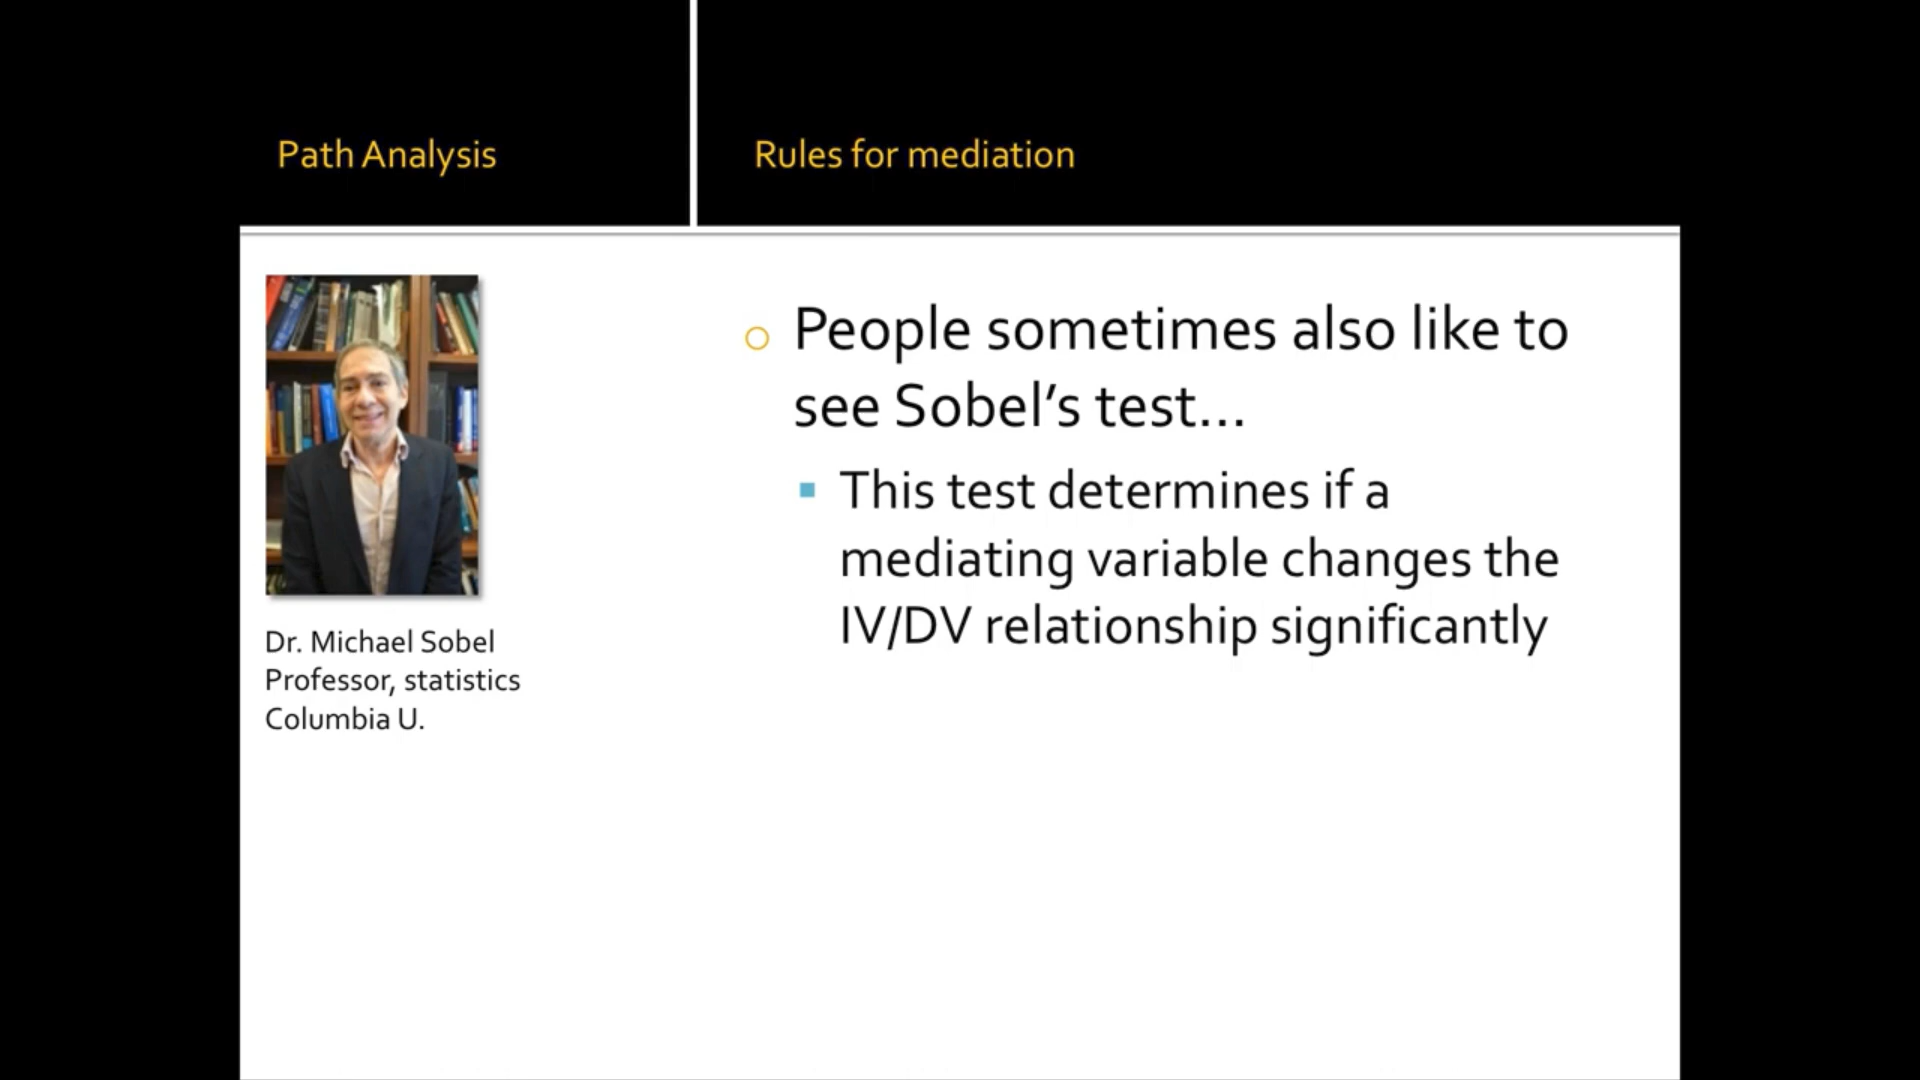 Path Analysis
Rules for mediation
Dr. Michael Sobel
Professor, statistics
Columbia U.
People sometimes also like to
see Sobel’s test…
This test determines if a
mediating variable changes the
IV/DV relationship significantly